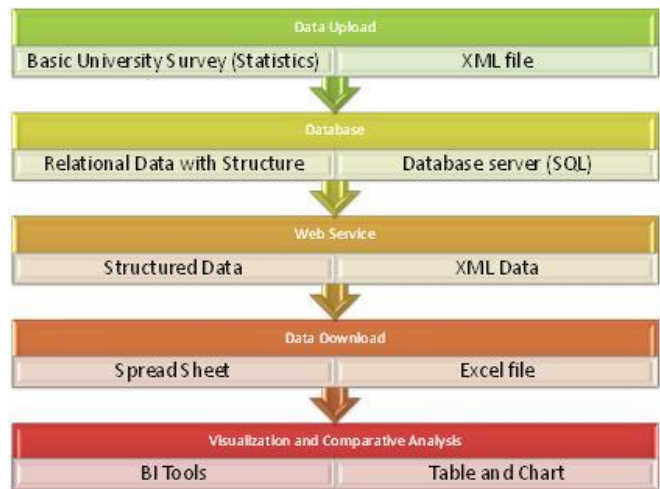 Data Upload
Basic University Survey (Statistics) XML file
Database
Relational Data with Structure Database server (SQL)
Web Service
Structured Data XML Data
Data Download
Spread Sheet Excel file
Visualization and Comparative Analysis
BI Tools Table and Chart